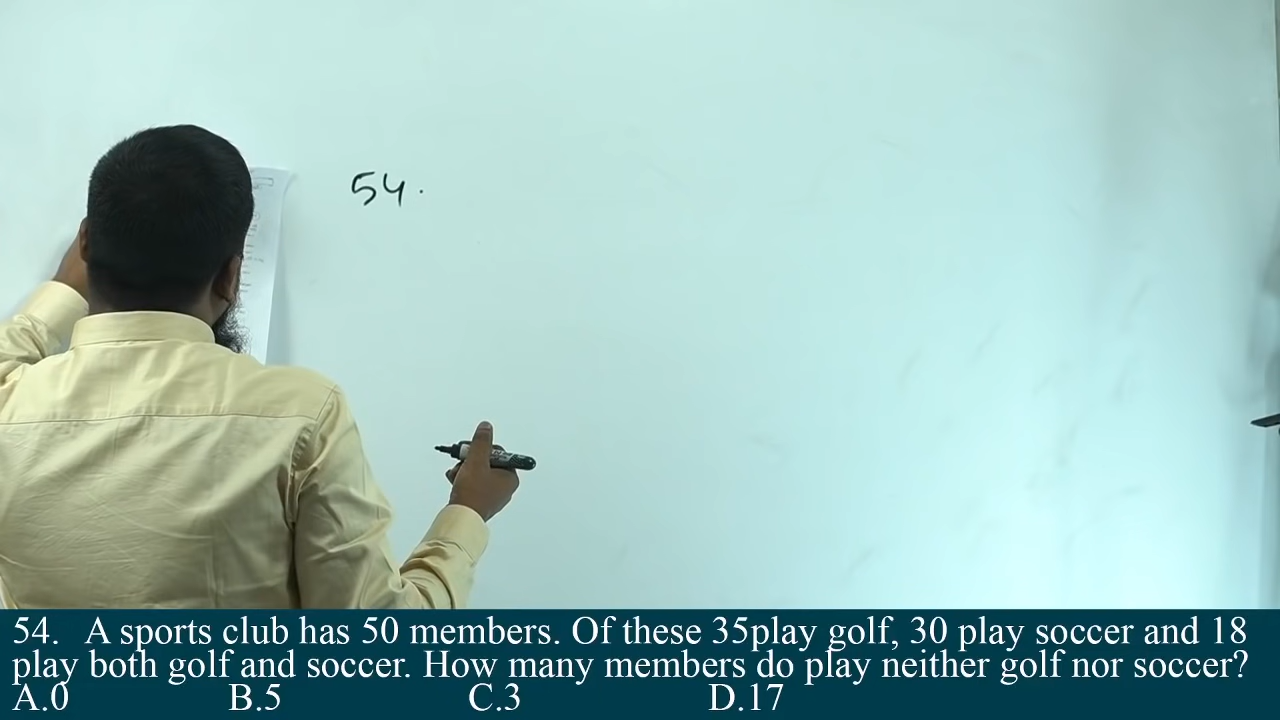 54.
54. A sports club has 50 members. Of these 35play golf, 30 play soccer and 18
play both golf and soccer. How many members do play neither golf nor soccer?
A.0 B.5 C.3 D.17